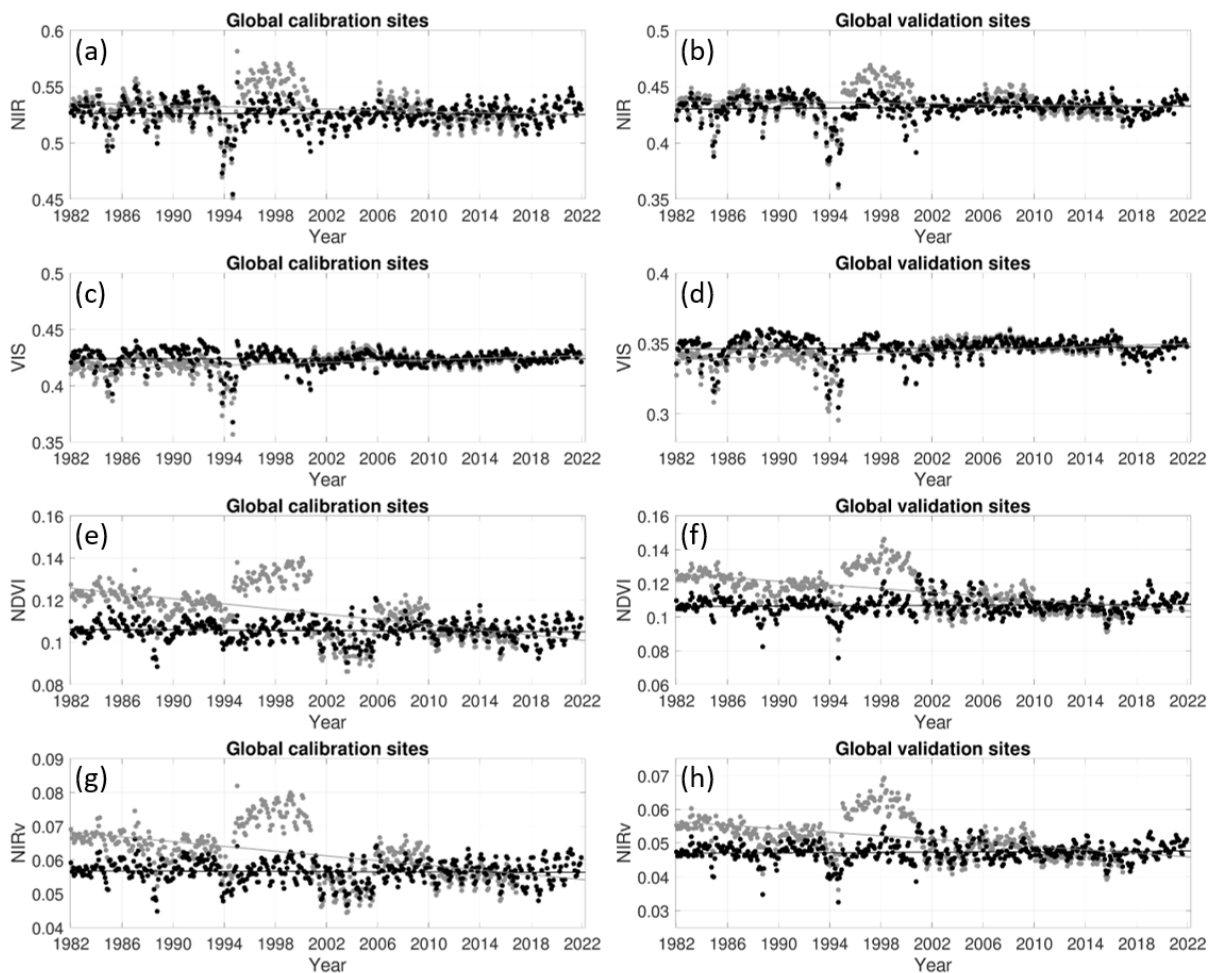 Global calibration sites
(a)
NIR
0.6
0.55
0.5
0.45
1982 1986 1990 1994 1998 2002 2006 2010 2014 2018 2022
Year
Global validation sites
(b)
NIR
0.5
0.45
0.4
0.35
1982 1986 1990 1994 1998 2002 2006 2010 2014 2018 2022
Year
Global calibration sites
(c)
VIS
0.5
0.45
0.4
0.35
1982 1986 1990 1994 1998 2002 2006 2010 2014 2018 2022
Year
Global validation sites
(d)
VIS
0.4
0.35
0.3
1982 1986 1990 1994 1998 2002 2006 2010 2014 2018 2022
Year
Global calibration sites
(e)
NDVI
0.16
0.14
0.12
0.1
0.08
1982 1986 1990 1994 1998 2002 2006 2010 2014 2018 2022
Year
Global validation sites
(f)
NDVI
0.16
0.14
0.12
0.1
0.08
0.06
1982 1986 1990 1994 1998 2002 2006 2010 2014 2018 2022
Year
Global calibration sites
(g)
NIRv
0.09
0.08
0.07
0.06
0.05
0.04
1982 1986 1990 1994 1998 2002 2006 2010 2014 2018 2022
Year
Global validation sites
(h)
NIRv
0.07
0.06
0.05
0.04
0.03
1982 1986 1990 1994 1998 2002 2006 2010 2014 2018 2022
Year